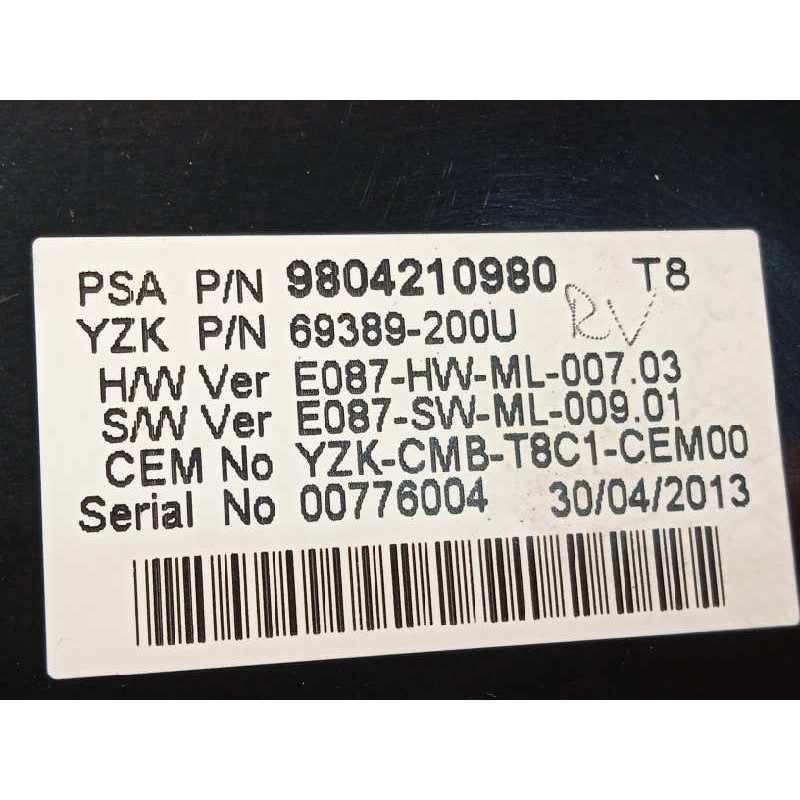 PSA P/N 9804210980 T8
YZK P/N 69389-200U RV
H/W Ver E087-HW-ML-007.03
S/W Ver E087-SW-ML-009.01
CEM No YZK-CMB-T8C1-CEM00
Serial No 00776004 30/04/2013